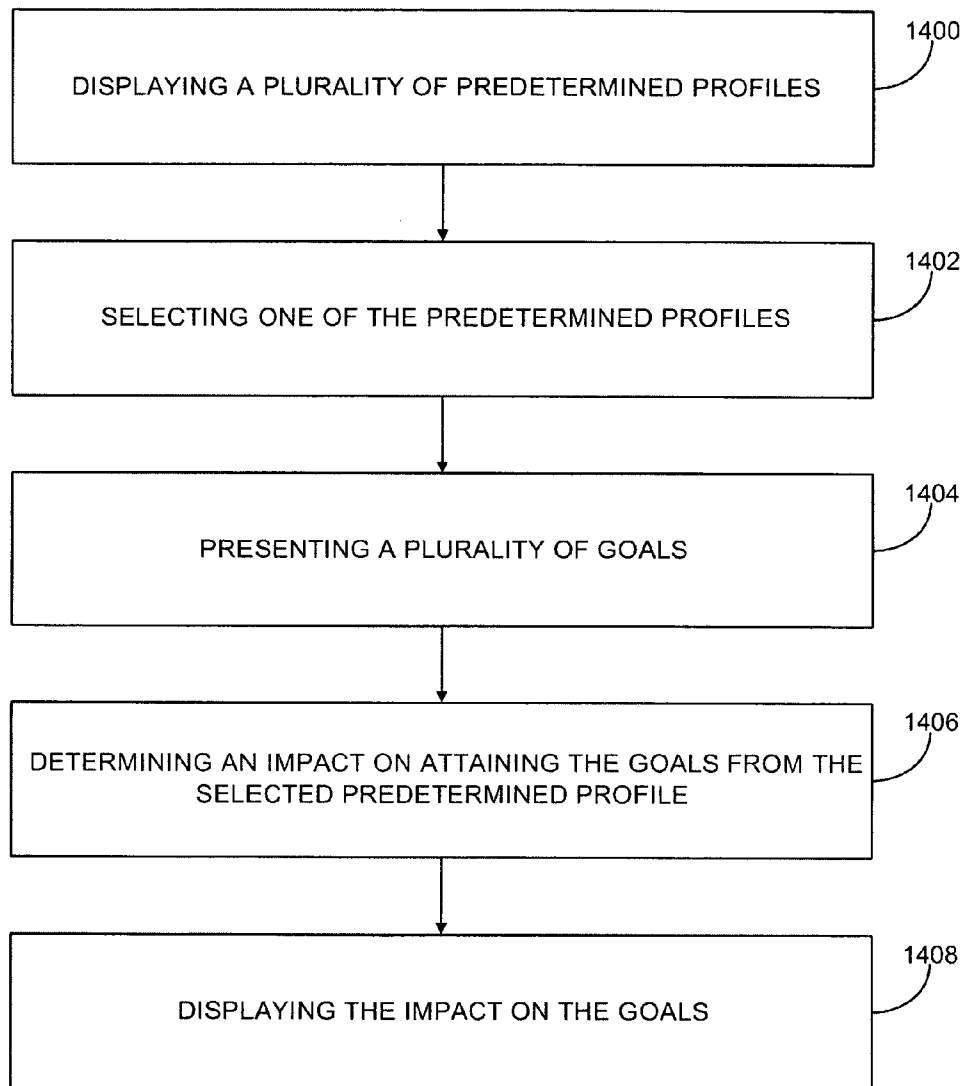 1400
DISPLAYING A PLURALITY OF PREDETERMINED PROFILES
1402
SELECTING ONE OF THE PREDETERMINED PROFILES
1404
PRESENTING A PLURALITY OF GOALS
1406
DETERMINING AN IMPACT ON ATTAINING THE GOALS FROM THE
SELECTED PREDETERMINED PROFILE
1408
DISPLAYING THE IMPACT ON THE GOALS